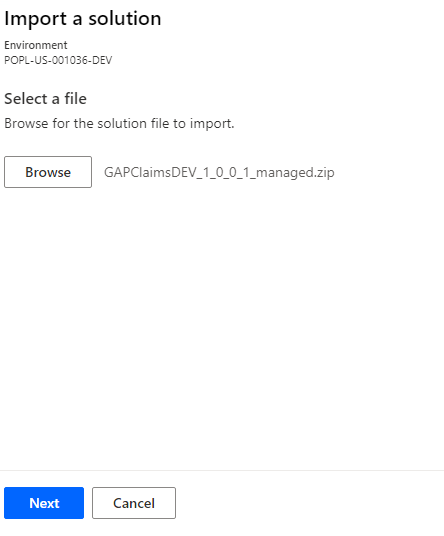 Import a solution
Environment
POPL-US-001036-DEV
Select a file
Browse for the solution file to import.
Browse GAPClaimsDEV_1_0_0_1_managed.zip
Next Cancel